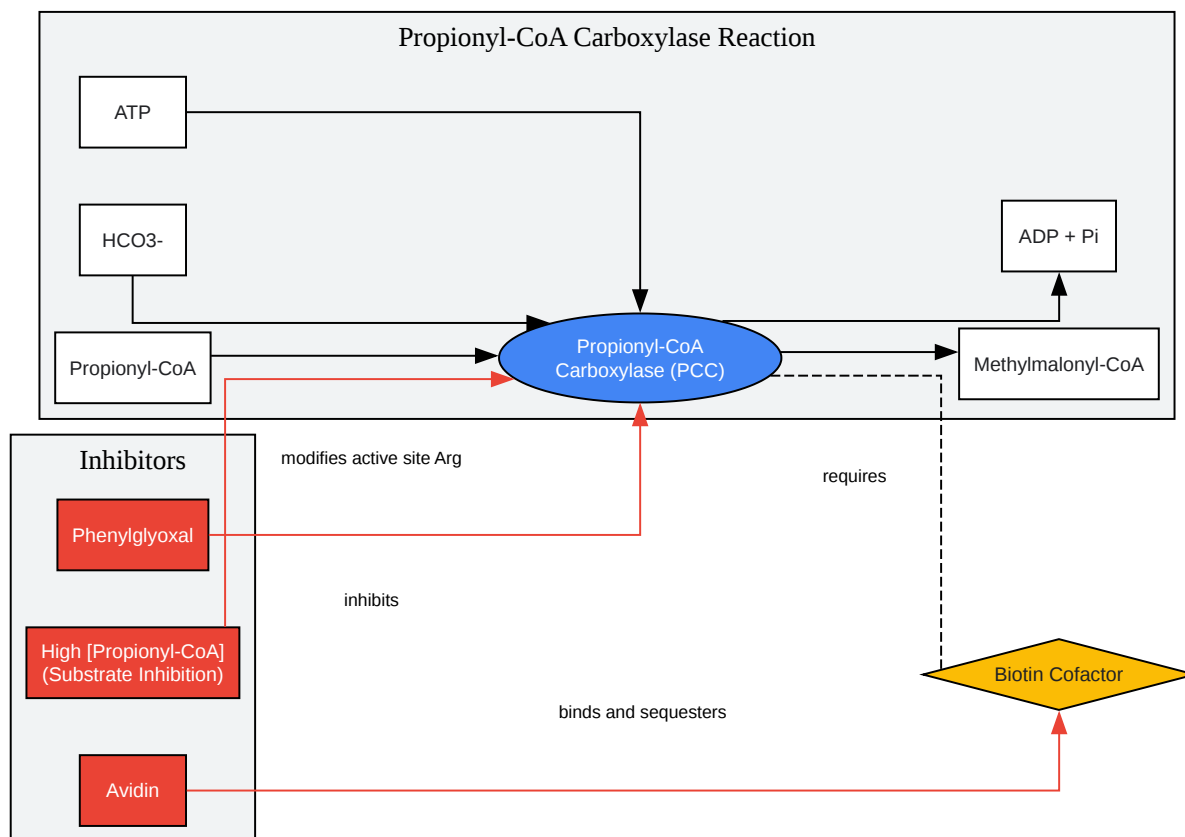 Propionyl-CoA Carboxylase Reaction
ATP
HCO3-
ADP + Pi
Propionyl-CoA
Propionyl-CoA
Carboxylase (PCC)
Methylmalonyl-CoA
Inhibitors
modifies active site Arg
requires
Phenylglyoxal
inhibits
High [Propionyl-CoA]
(Substrate Inhibition)
Biotin Cofactor
binds and sequesters
Avidin